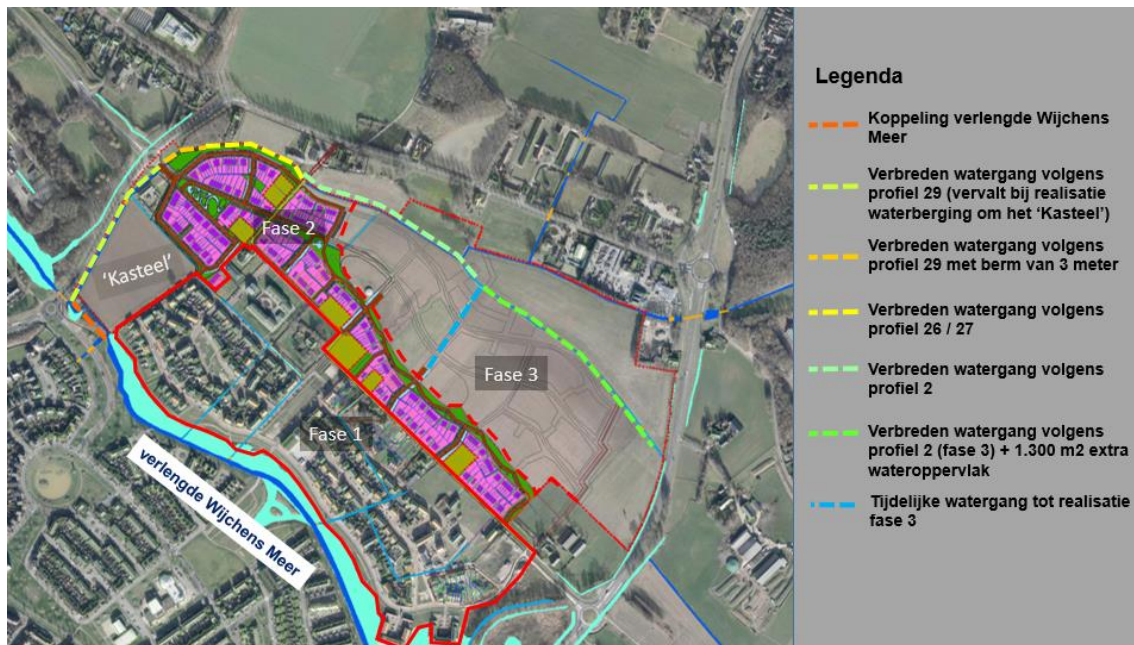 'Kasteel'
Fase 2
Fase 3
Fase 1
verlengde Wijchens Meer
Legenda
Koppeling verlengde Wijchens
Meer
Verbreden watergang volgens
profiel 29 (vervalt bij realisatie
waterberging om het ‘Kasteel’)
Verbreden watergang volgens
profiel 29 met berm van 3 meter
Verbreden watergang volgens
profiel 26 / 27
Verbreden watergang volgens
profiel 2
Verbreden watergang volgens
profiel 2 (fase 3) + 1.300 m2 extra
wateroppervlak
Tijdelijke watergang tot realisatie
fase 3